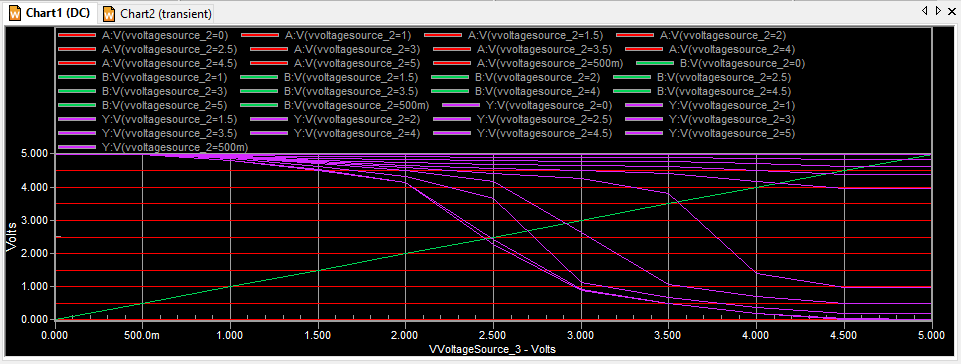 Chart1 (DC) Chart2 (transient)
A:V(vvoltagesource_2=0) A:V(vvoltagesource_2=1) A:V(vvoltagesource_2=1.5) A:V(vvoltagesource_2=2)
A:V(vvoltagesource_2=2.5) A:V(vvoltagesource_2=3) A:V(vvoltagesource_2=3.5) A:V(vvoltagesource_2=4)
A:V(vvoltagesource_2=4.5) A:V(vvoltagesource_2=5) A:V(vvoltagesource_2=500m) B:V(vvoltagesource_2=0)
B:V(vvoltagesource_2=1) B:V(vvoltagesource_2=1.5) B:V(vvoltagesource_2=2) B:V(vvoltagesource_2=2.5)
B:V(vvoltagesource_2=3) B:V(vvoltagesource_2=3.5) B:V(vvoltagesource_2=4) B:V(vvoltagesource_2=4.5)
B:V(vvoltagesource_2=5) B:V(vvoltagesource_2=500m) Y:V(vvoltagesource_2=0) Y:V(vvoltagesource_2=1)
Y:V(vvoltagesource_2=1.5) Y:V(vvoltagesource_2=2) Y:V(vvoltagesource_2=2.5) Y:V(vvoltagesource_2=3)
Y:V(vvoltagesource_2=3.5) Y:V(vvoltagesource_2=4) Y:V(vvoltagesource_2=4.5) Y:V(vvoltagesource_2=5)
Y:V(vvoltagesource_2=500m)
5.000
4.000
3.000
2.000
1.000
0.000
Volts
0.000 500.0m 1.000 1.500 2.000 2.500 3.000 3.500 4.000 4.500 5.000
VVoltageSource_3 - Volts